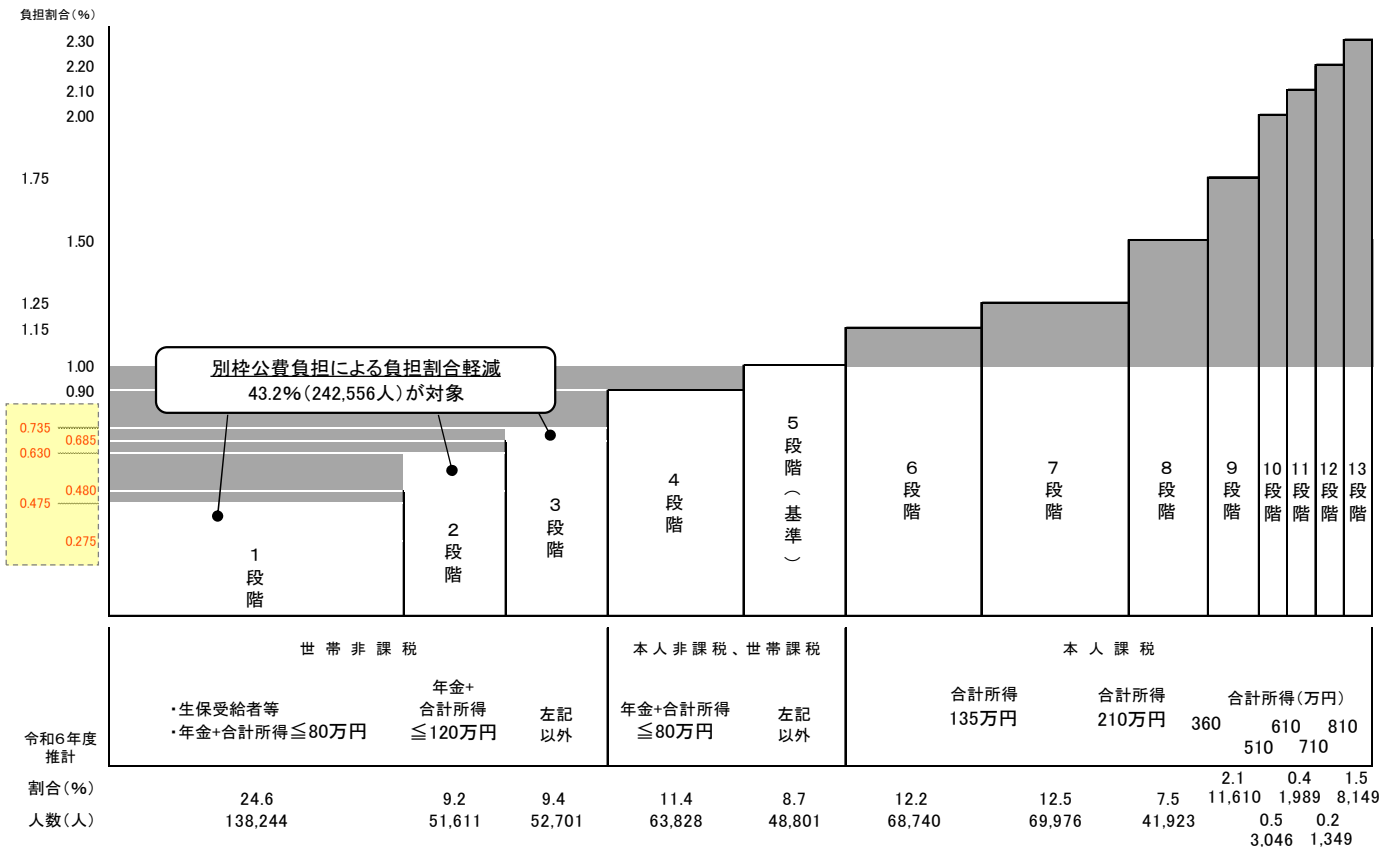 負担割合(%)
2.30
2.20
2.10
2.00
1.75
1.50
1.25
1.15
1.00
0.90
0.735
0.685
0.630
0.480
0.475
0.275
別枠公費負担による負担割合軽減
43.2%(242,556人)が対象
1段階
2段階
3段階
4段階
5段階(基準)
6段階
7段階
8段階
9段階
10段階
11段階
12段階
13段階
世帯非課税
本人非課税、世帯課税
本人課税
・生保受給者等
・年金+合計所得≦80万円
年金+
合計所得
≦120万円
左記
以外
年金+合計所得
≦80万円
左記
以外
合計所得
135万円
合計所得
210万円
合計所得(万円)
360
510
610
710
810
令和6年度
推計
割合(%)
24.6 9.2 9.4 11.4 8.7 12.2 12.5 7.5 2.1 0.5 0.4 0.2 1.5
人数(人)
138,244 51,611 52,701 63,828 48,801 68,740 69,976 41,923 11,610 3,046 1,989 1,349 8,149